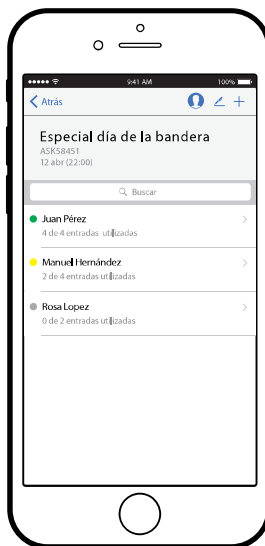 9:41 AM
100%
Atrás
Especial día de la bandera
ASK58451
12 abr (22:00)
Buscar
Juan Pérez
4 de 4 entradas utilizadas
Manuel Hernández
2 de 4 entradas utilizadas
Rosa Lopez
0 de 2 entradas utilizadas